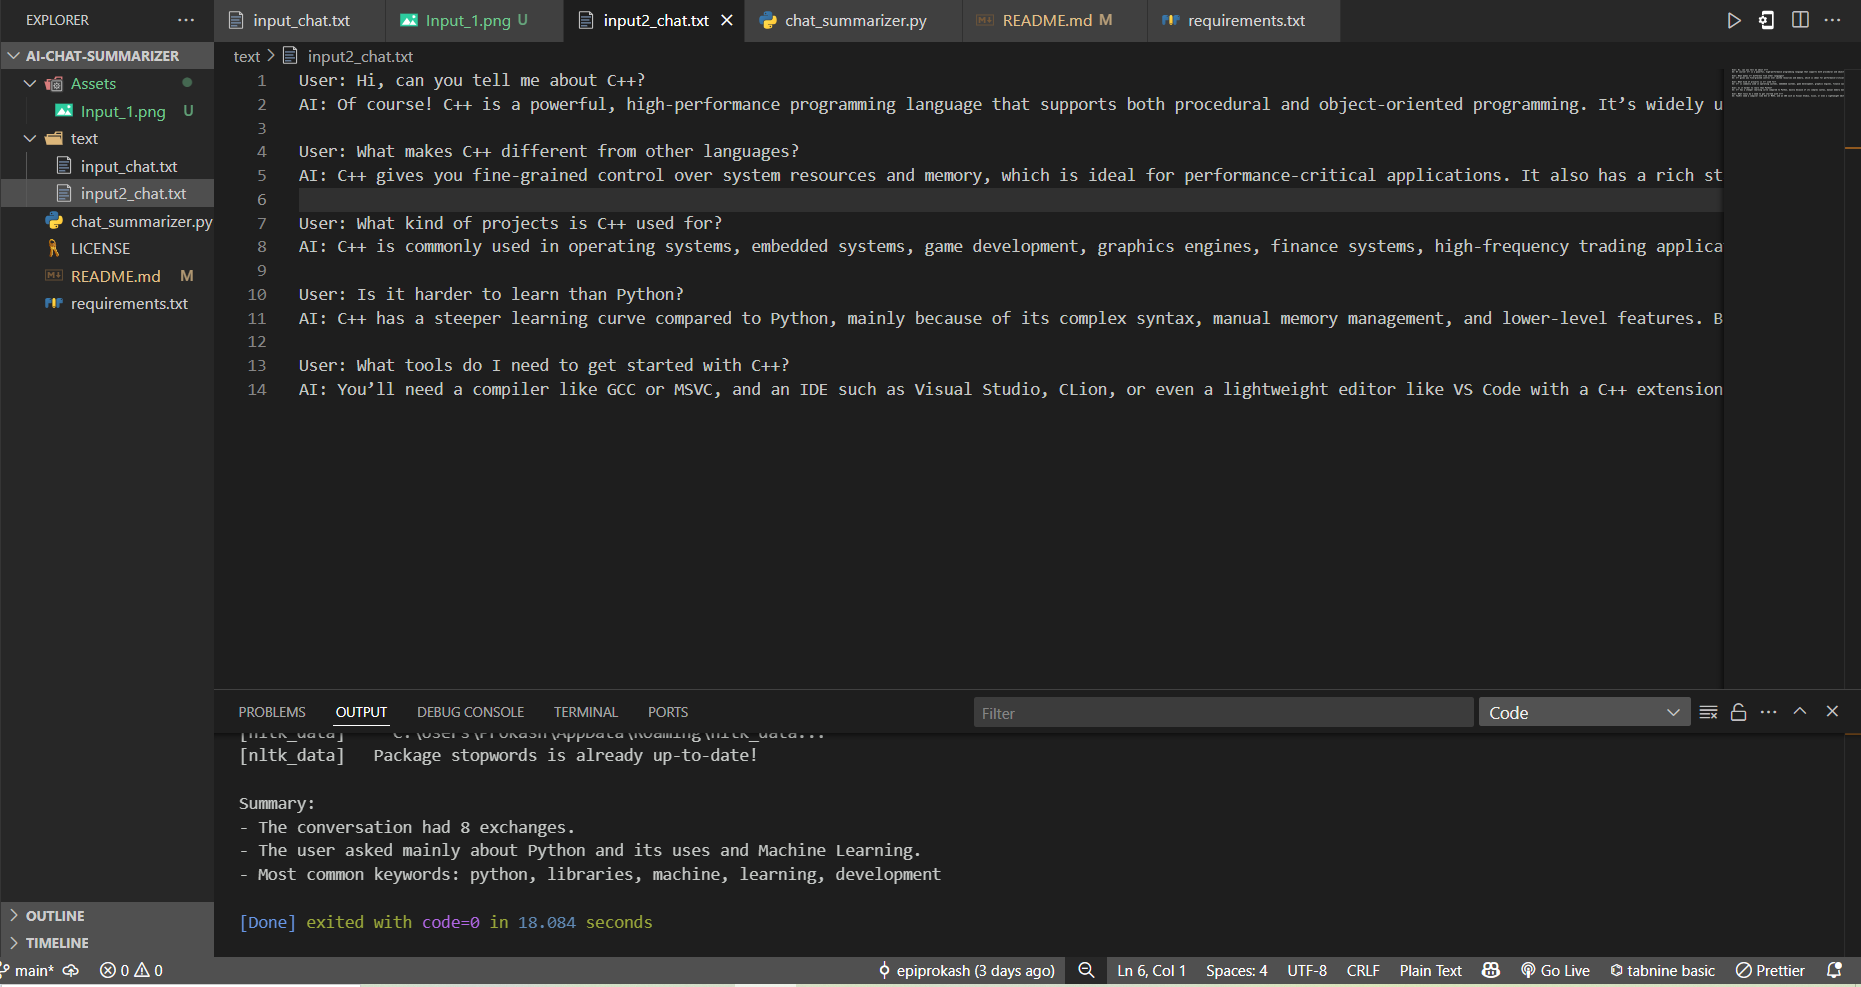 EXPLORER ...
AI-CHAT-SUMMARIZER
Assets
Input_1.png U
text
input_chat.txt
input2_chat.txt
chat_summarizer.py
LICENSE
README.md M
requirements.txt
OUTLINE
TIMELINE
input_chat.txt Input_1.png U input2_chat.txt chat_summarizer.py README.md M requirements.txt
text > input2_chat.txt
1 User: Hi, can you tell me about C++?
2 AI: Of course! C++ is a powerful, high-performance programming language that supports both procedural and object-oriented programming. It’s widely u
3
4 User: What makes C++ different from other languages?
5 AI: C++ gives you fine-grained control over system resources and memory, which is ideal for performance-critical applications. It also has a rich st
6
7 User: What kind of projects is C++ used for?
8 AI: C++ is commonly used in operating systems, embedded systems, game development, graphics engines, finance systems, high-frequency trading applica
9
10 User: Is it harder to learn than Python?
11 AI: C++ has a steeper learning curve compared to Python, mainly because of its complex syntax, manual memory management, and lower-level features. B
12
13 User: What tools do I need to get started with C++?
14 AI: You’ll need a compiler like GCC or MSVC, and an IDE such as Visual Studio, CLion, or even a lightweight editor like VS Code with a C++ extension
PROBLEMS OUTPUT DEBUG CONSOLE TERMINAL PORTS Filter Code
[nltk_data] C:\Users\Prokash\AppData\Roaming\nltk_data...
[nltk_data] Package stopwords is already up-to-date!
Summary:
- The conversation had 8 exchanges.
- The user asked mainly about Python and its uses and Machine Learning.
- Most common keywords: python, libraries, machine, learning, development
[Done] exited with code=0 in 18.084 seconds
main* 0 0 epiprokash (3 days ago) Ln 6, Col 1 Spaces: 4 UTF-8 CRLF Plain Text Go Live tabnine basic Prettier